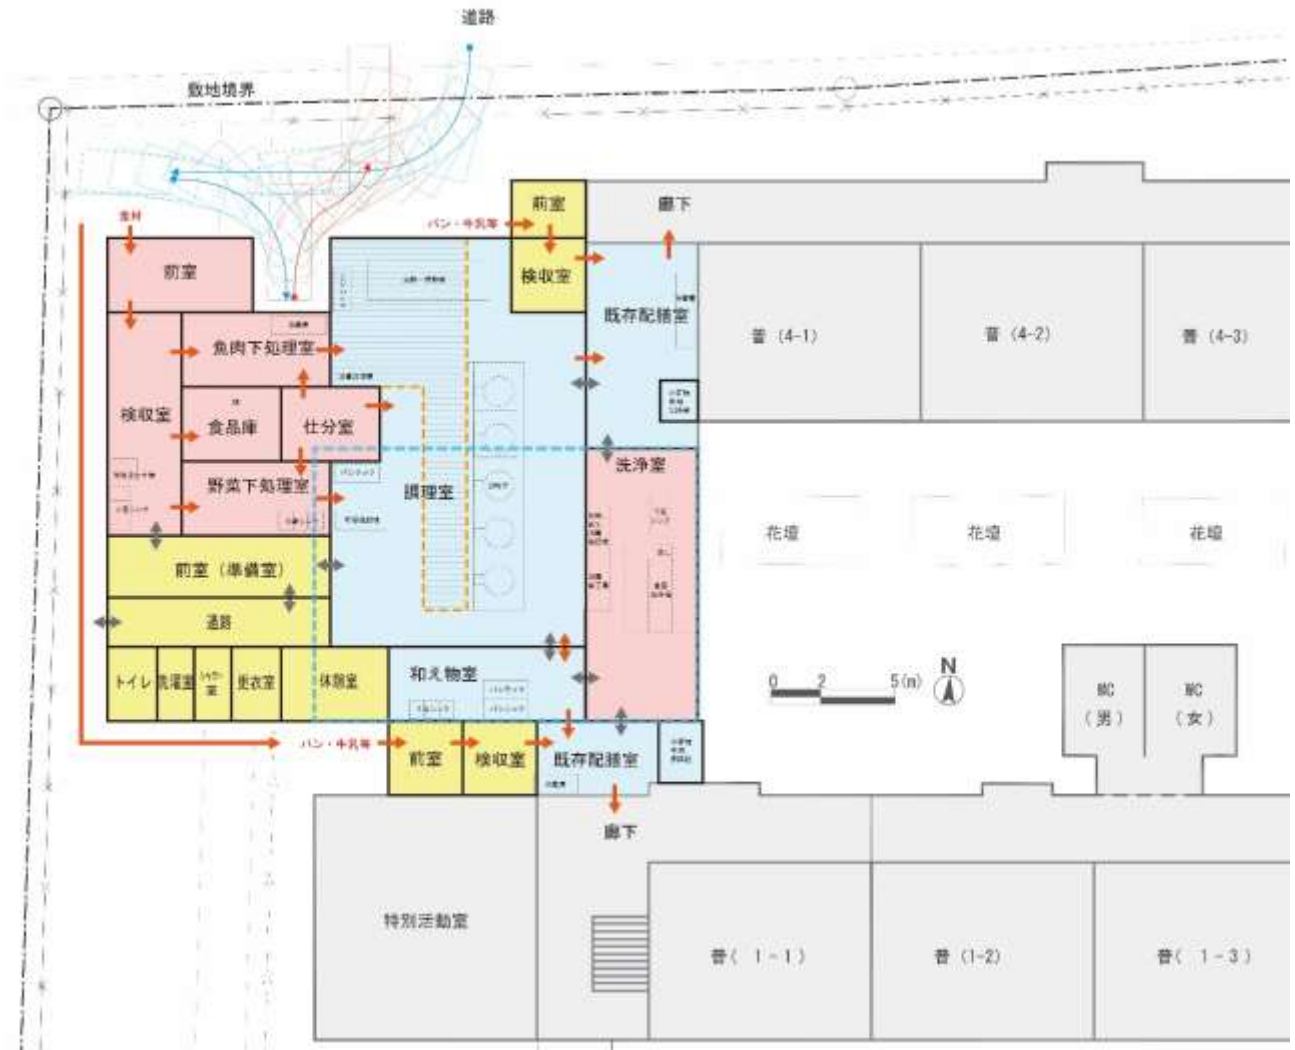 道路
敷地境界
食材
パン・牛乳等
前室
廊下
前室
検収室
既存配膳室
普(4-1)
普(4-2)
普(4-3)
魚肉下処理室
検収室
食品庫
仕分室
野菜下処理室
調理室
洗浄室
花壇
花壇
花壇
前室(準備室)
通路
トイレ
洗濯室
更衣室
休憩室
和え物室
0 2 5(m)
N
WC
(男)
WC
(女)
パン・牛乳等
前室
検収室
既存配膳室
廊下
特別活動室
普( 1-1)
普(1-2)
普( 1-3)